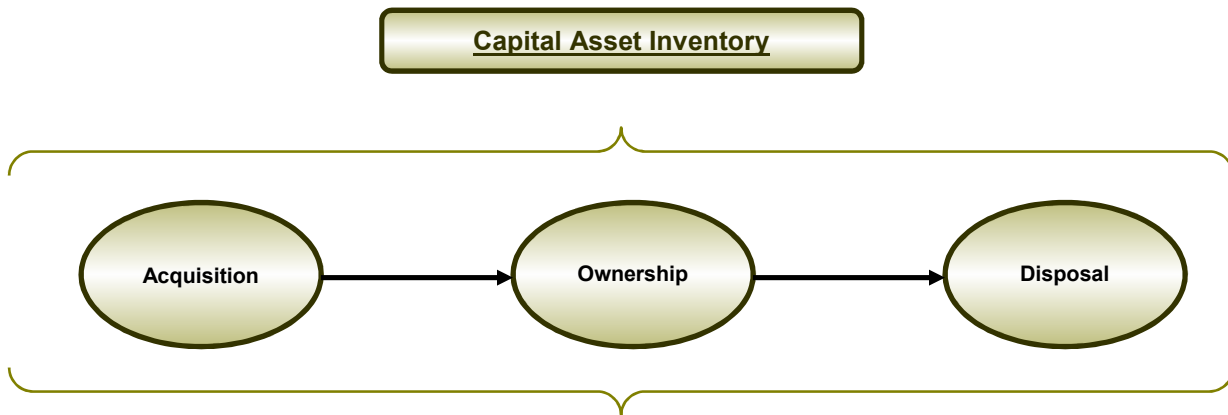 Capital Asset Inventory
Acquisition
Ownership
Disposal